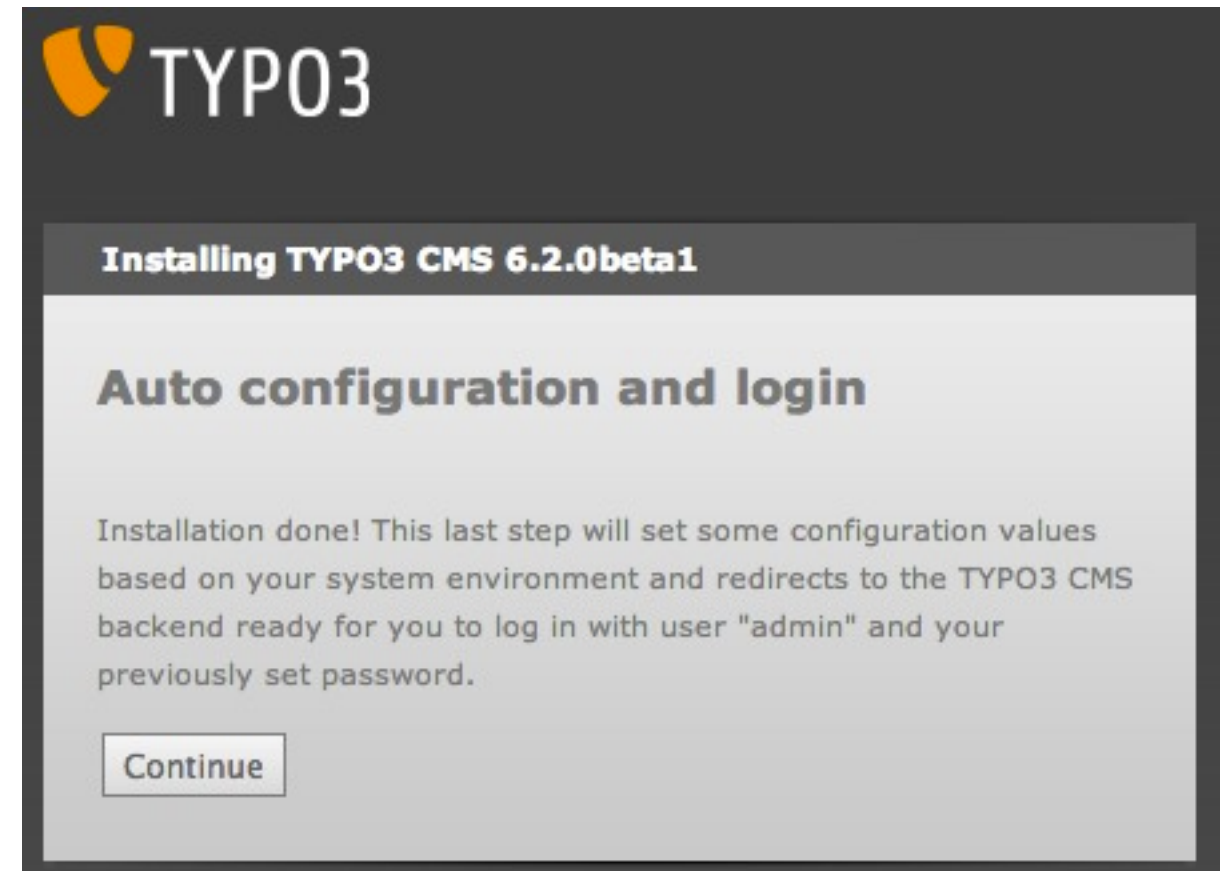 TYPO3
Installing TYPO3 CMS 6.2.0beta1
Auto configuration and login
Installation done! This last step will set some configuration values
based on your system environment and redirects to the TYPO3 CMS
backend ready for you to log in with user "admin" and your
previously set password.
Continue